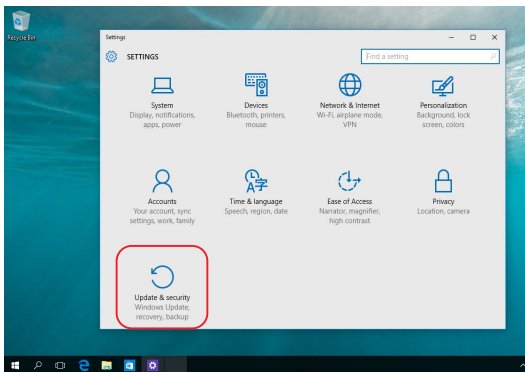 Recycle Bin
Settings
SETTINGS
Find a setting
System
Display, notifications,
apps, power
Devices
Bluetooth, printers,
mouse
Network & Internet
Wi-Fi, airplane mode,
VPN
Personalization
Background, lock
screen, colors
Accounts
Your account, sync
settings, work, family
Time & language
Speech, region, date
Ease of Access
Narrator, magnifier,
high contrast
Privacy
Location, camera
Update & security
Windows Update,
recovery, backup